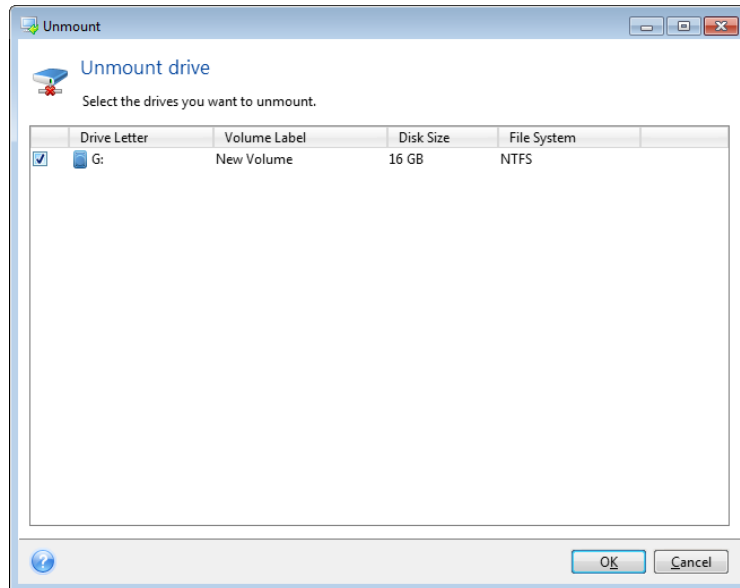 Unmount
Unmount drive
Select the drives you want to unmount.
Drive Letter Volume Label Disk Size File System
G: New Volume 16 GB NTFS
? OK Cancel